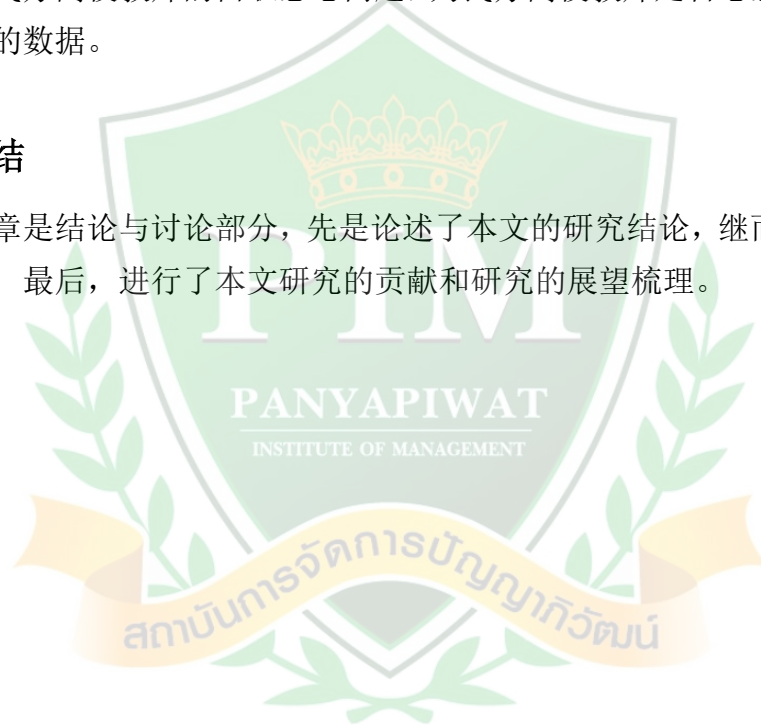 的数据。
结
章是结论与讨论部分，先是论述了本文的研究结论，继而
最后，进行了本文研究的贡献和研究的展望梳理。
PIM
PANYAPIWAT
INSTITUTE OF MANAGEMENT
สถาบันการจัดการปัญญาภิวัฒน์